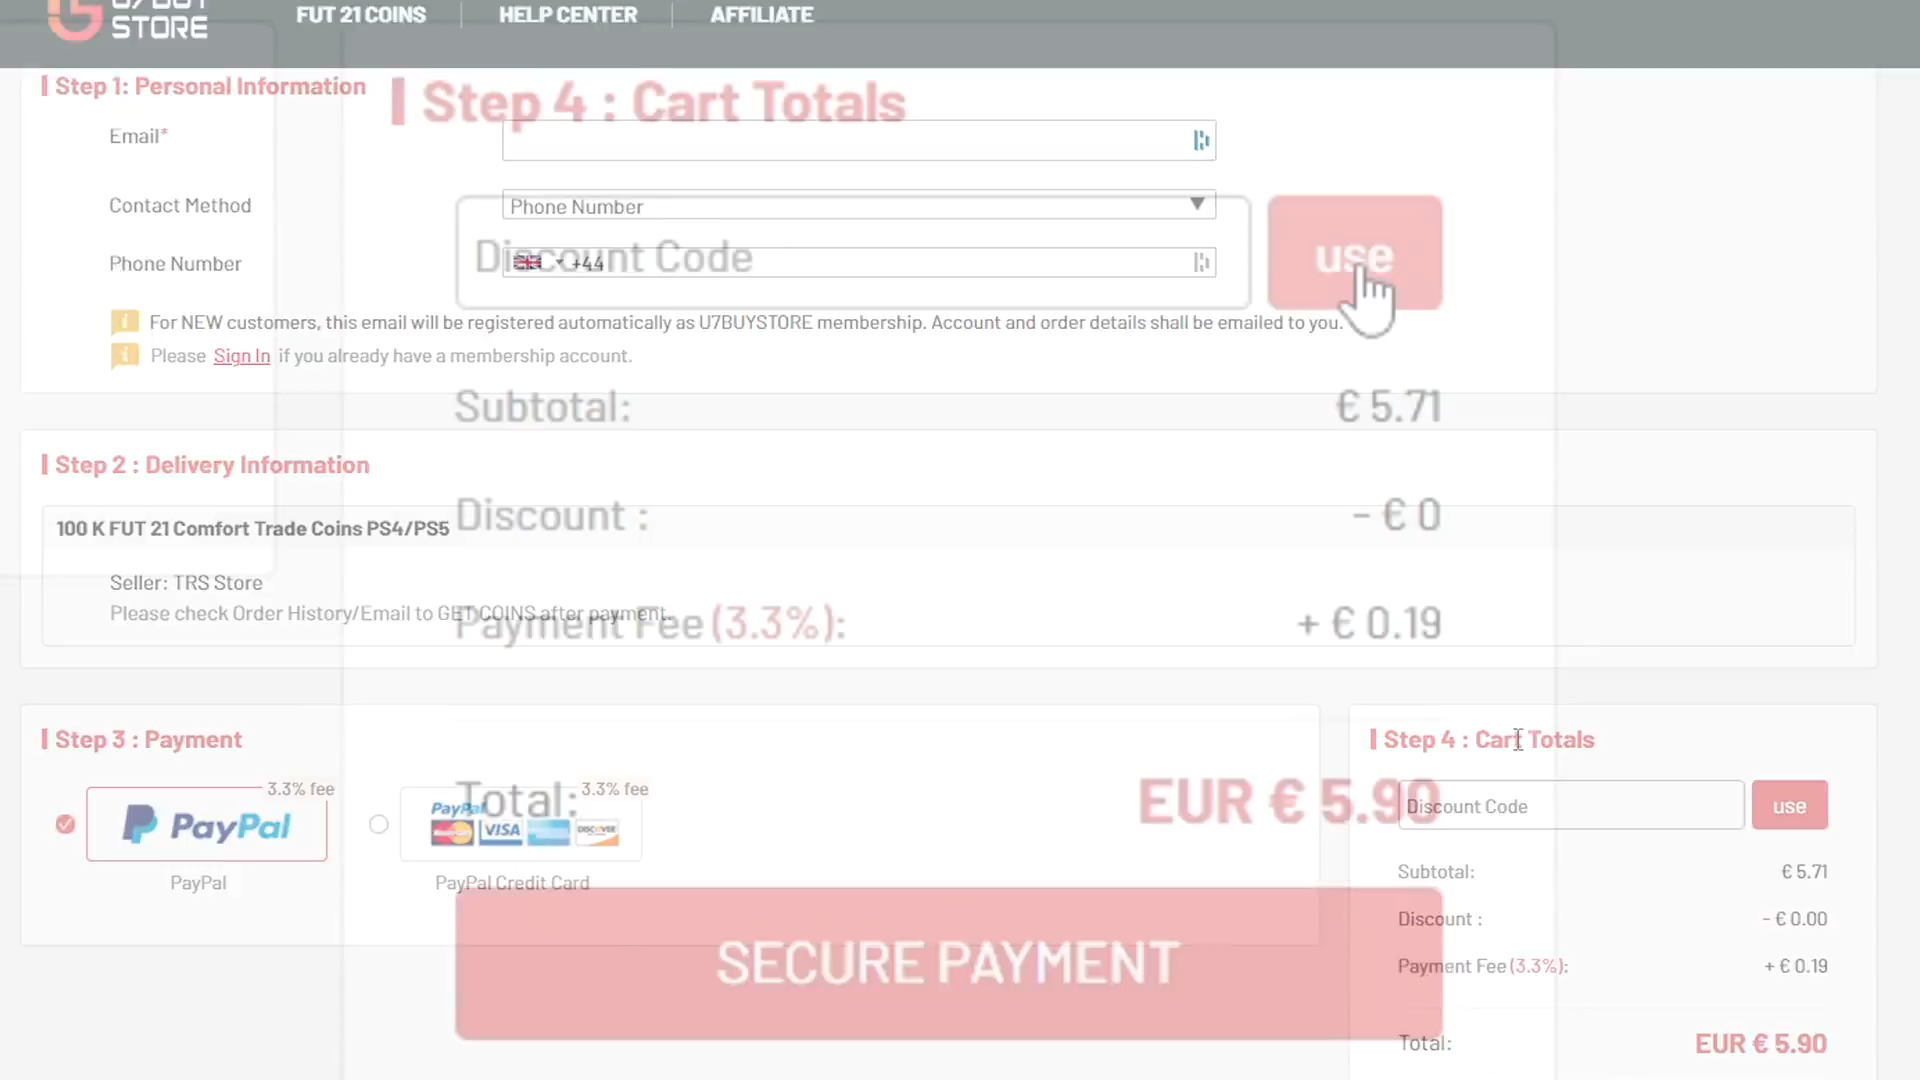 U7BUY
STORE
FUT 21 COINS
HELP CENTER
AFFILIATE
Step 1: Personal Information
Email*
Contact Method
Phone Number
Phone Number
+44
For NEW customers, this email will be registered automatically as U7BUYSTORE membership. Account and order details shall be emailed to you.
Please Sign In if you already have a membership account.
Step 2 : Delivery Information
100 K FUT 21 Comfort Trade Coins PS4/PS5
Seller: TRS Store
Please check Order History/Email to GET COINS after payment.
Step 3 : Payment
3.3% fee
PayPal
PayPal
3.3% fee
PayPal
MasterCard VISA DISCOVER
PayPal Credit Card
Step 4 : Cart Totals
Discount Code
use
Subtotal: € 5.71
Discount : - € 0.00
Payment Fee (3.3%): + € 0.19
Total: EUR € 5.90
Step 4 : Cart Totals
Discount Code
use
Subtotal: € 5.71
Discount : - € 0
Payment Fee (3.3%): + € 0.19
Total: EUR € 5.90
SECURE PAYMENT